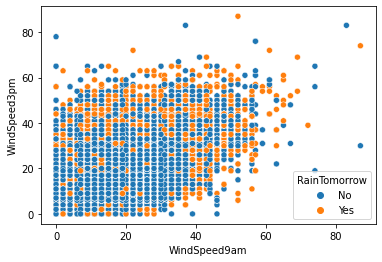 80
60
40
20
0
WindSpeed3pm
RainTomorrow
No
Yes
0 20 40 60 80
WindSpeed9am